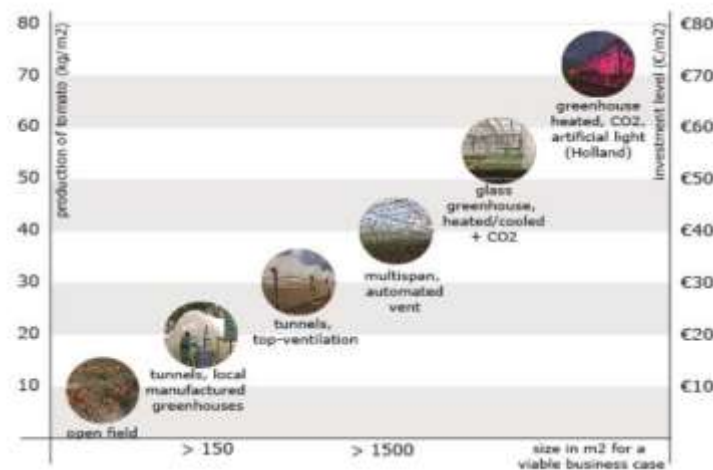 80
70
60
50
40
30
20
10
production of tomato (kg/m2)
€80
€70
€60
€50
€40
€30
€20
€10
investment level (€/m2)
greenhouse
heated, CO2,
artificial light
(Holland)
glass
greenhouse,
heated/cooled
+ CO2
multispan,
automated
vent
tunnels,
top-ventilation
tunnels, local
manufactured
greenhouses
open field
> 150
> 1500
size in m2 for a
viable business case